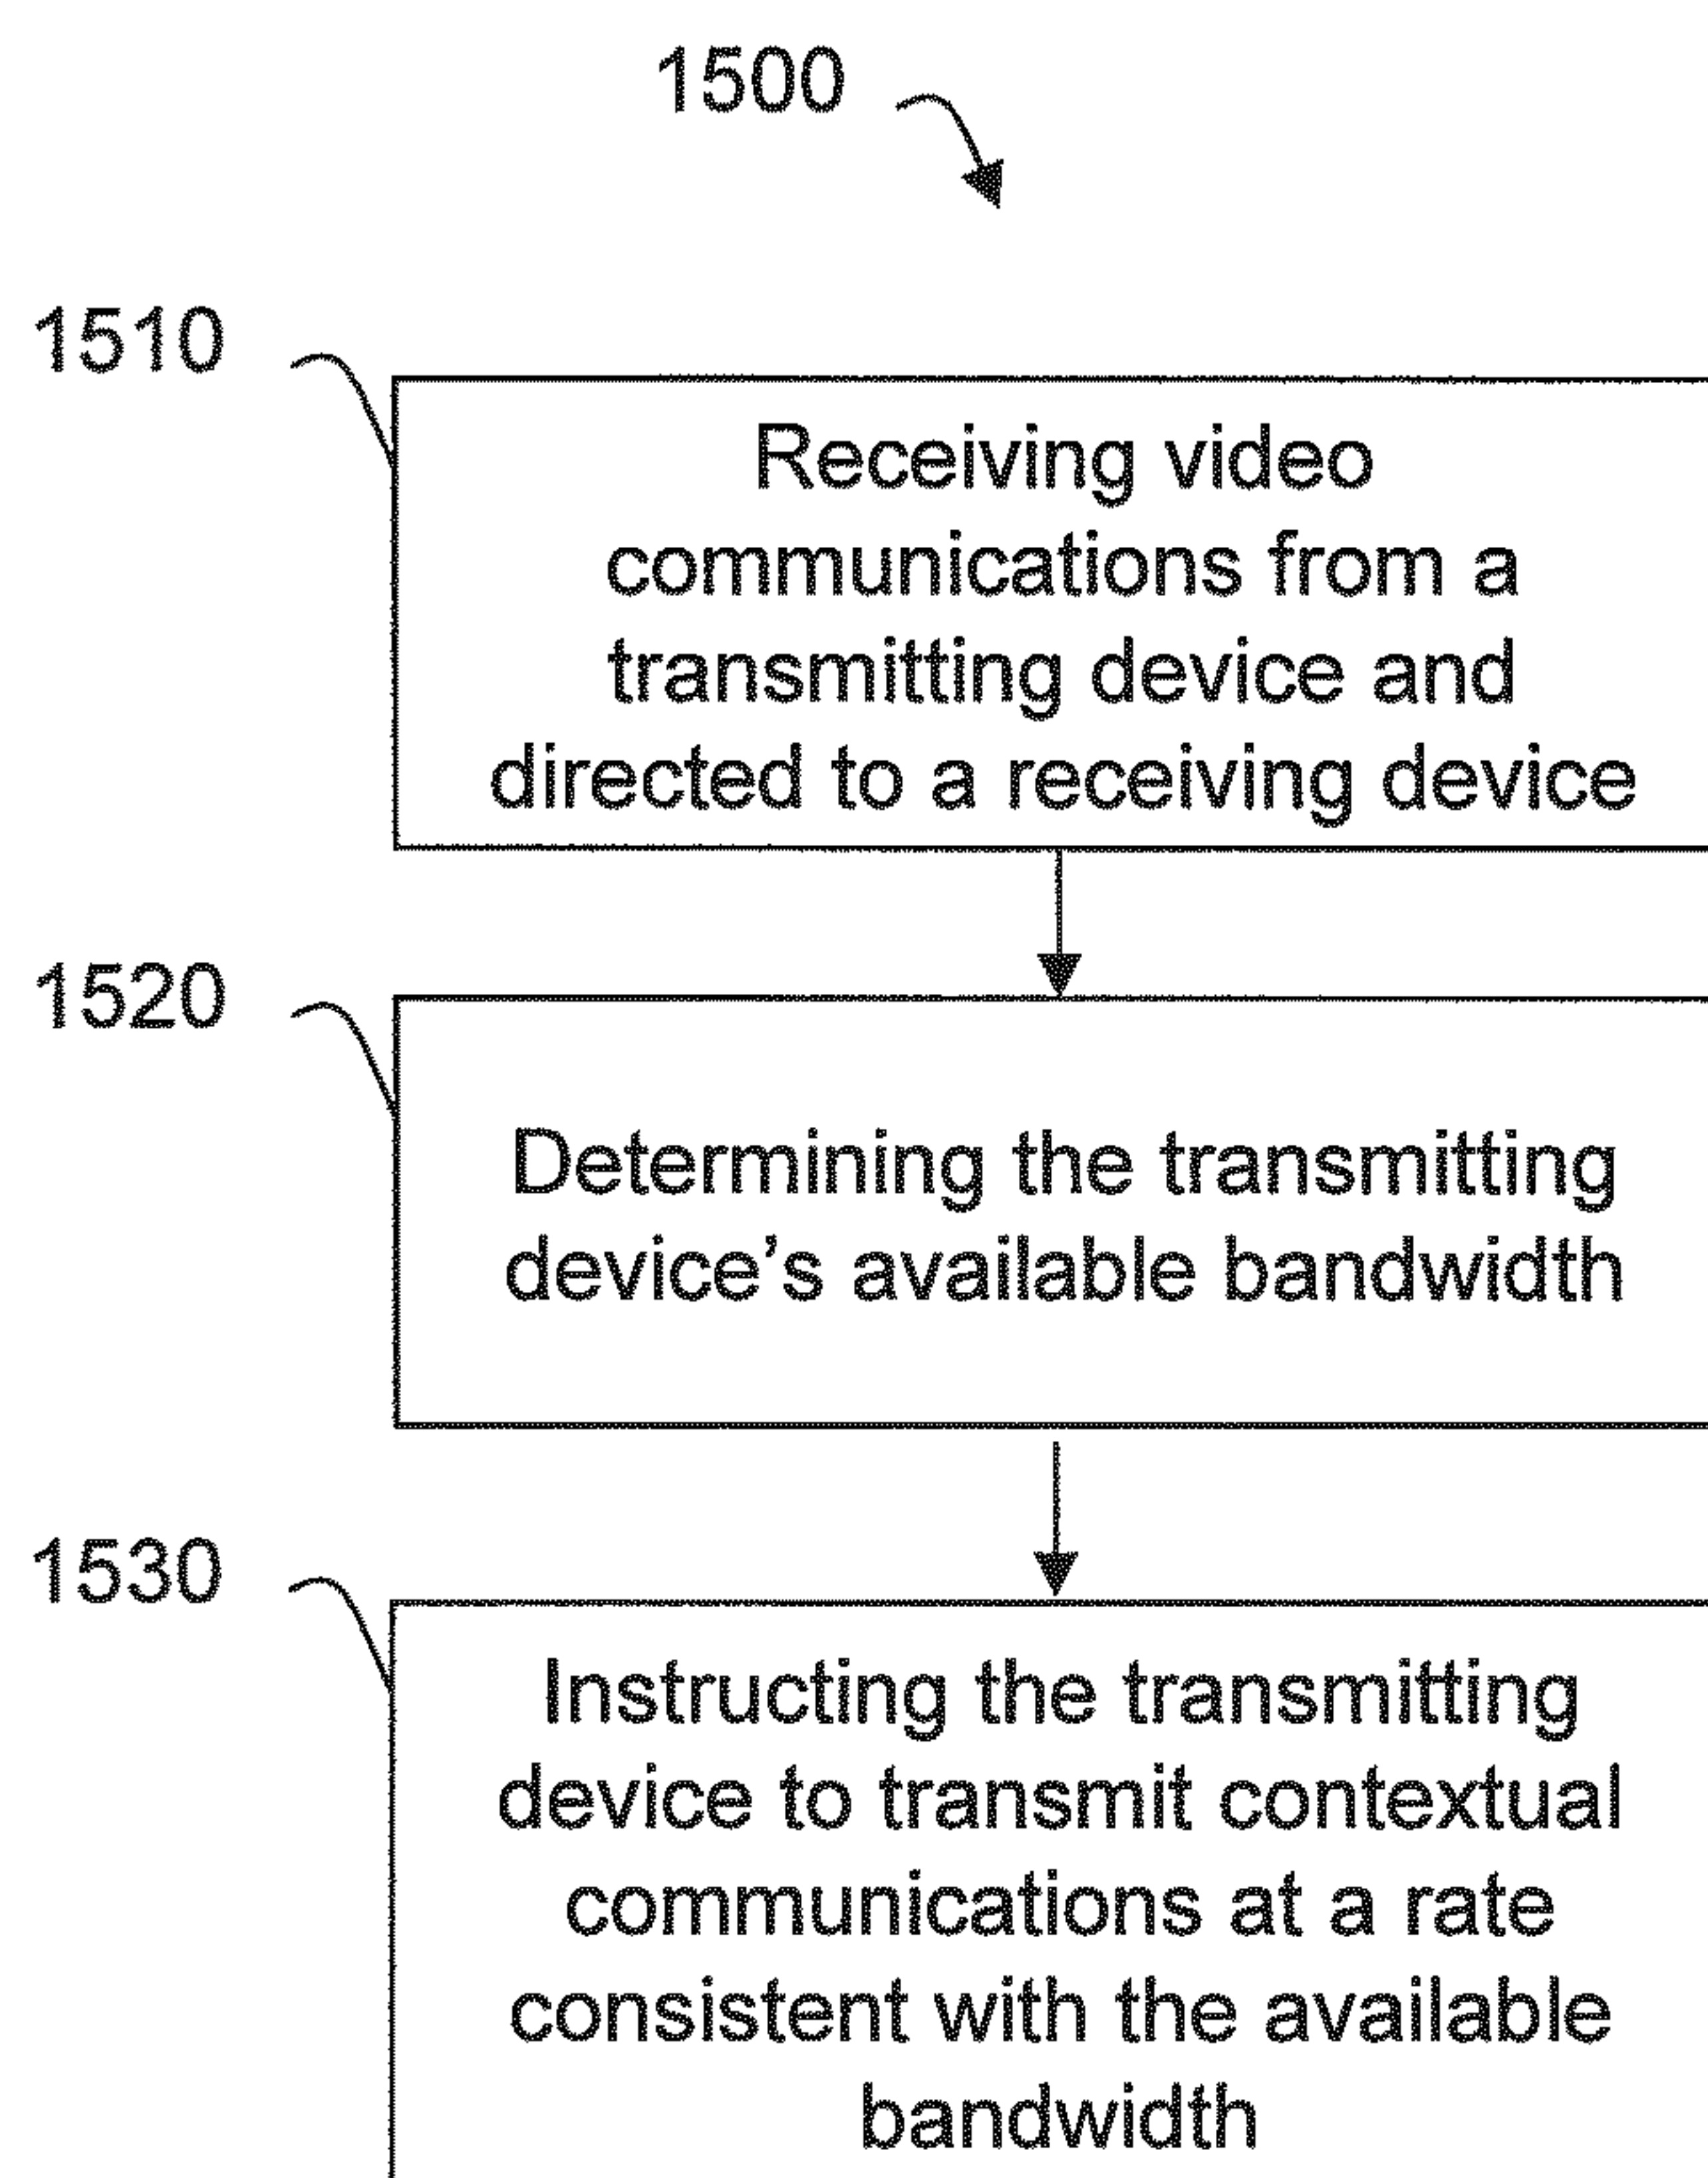 1500
1510
Receiving video
communications from a
transmitting device and
directed to a receiving device
1520
Determining the transmitting
device's available bandwidth
1530
Instructing the transmitting
device to transmit contextual
communications at a rate
consistent with the available
bandwidth